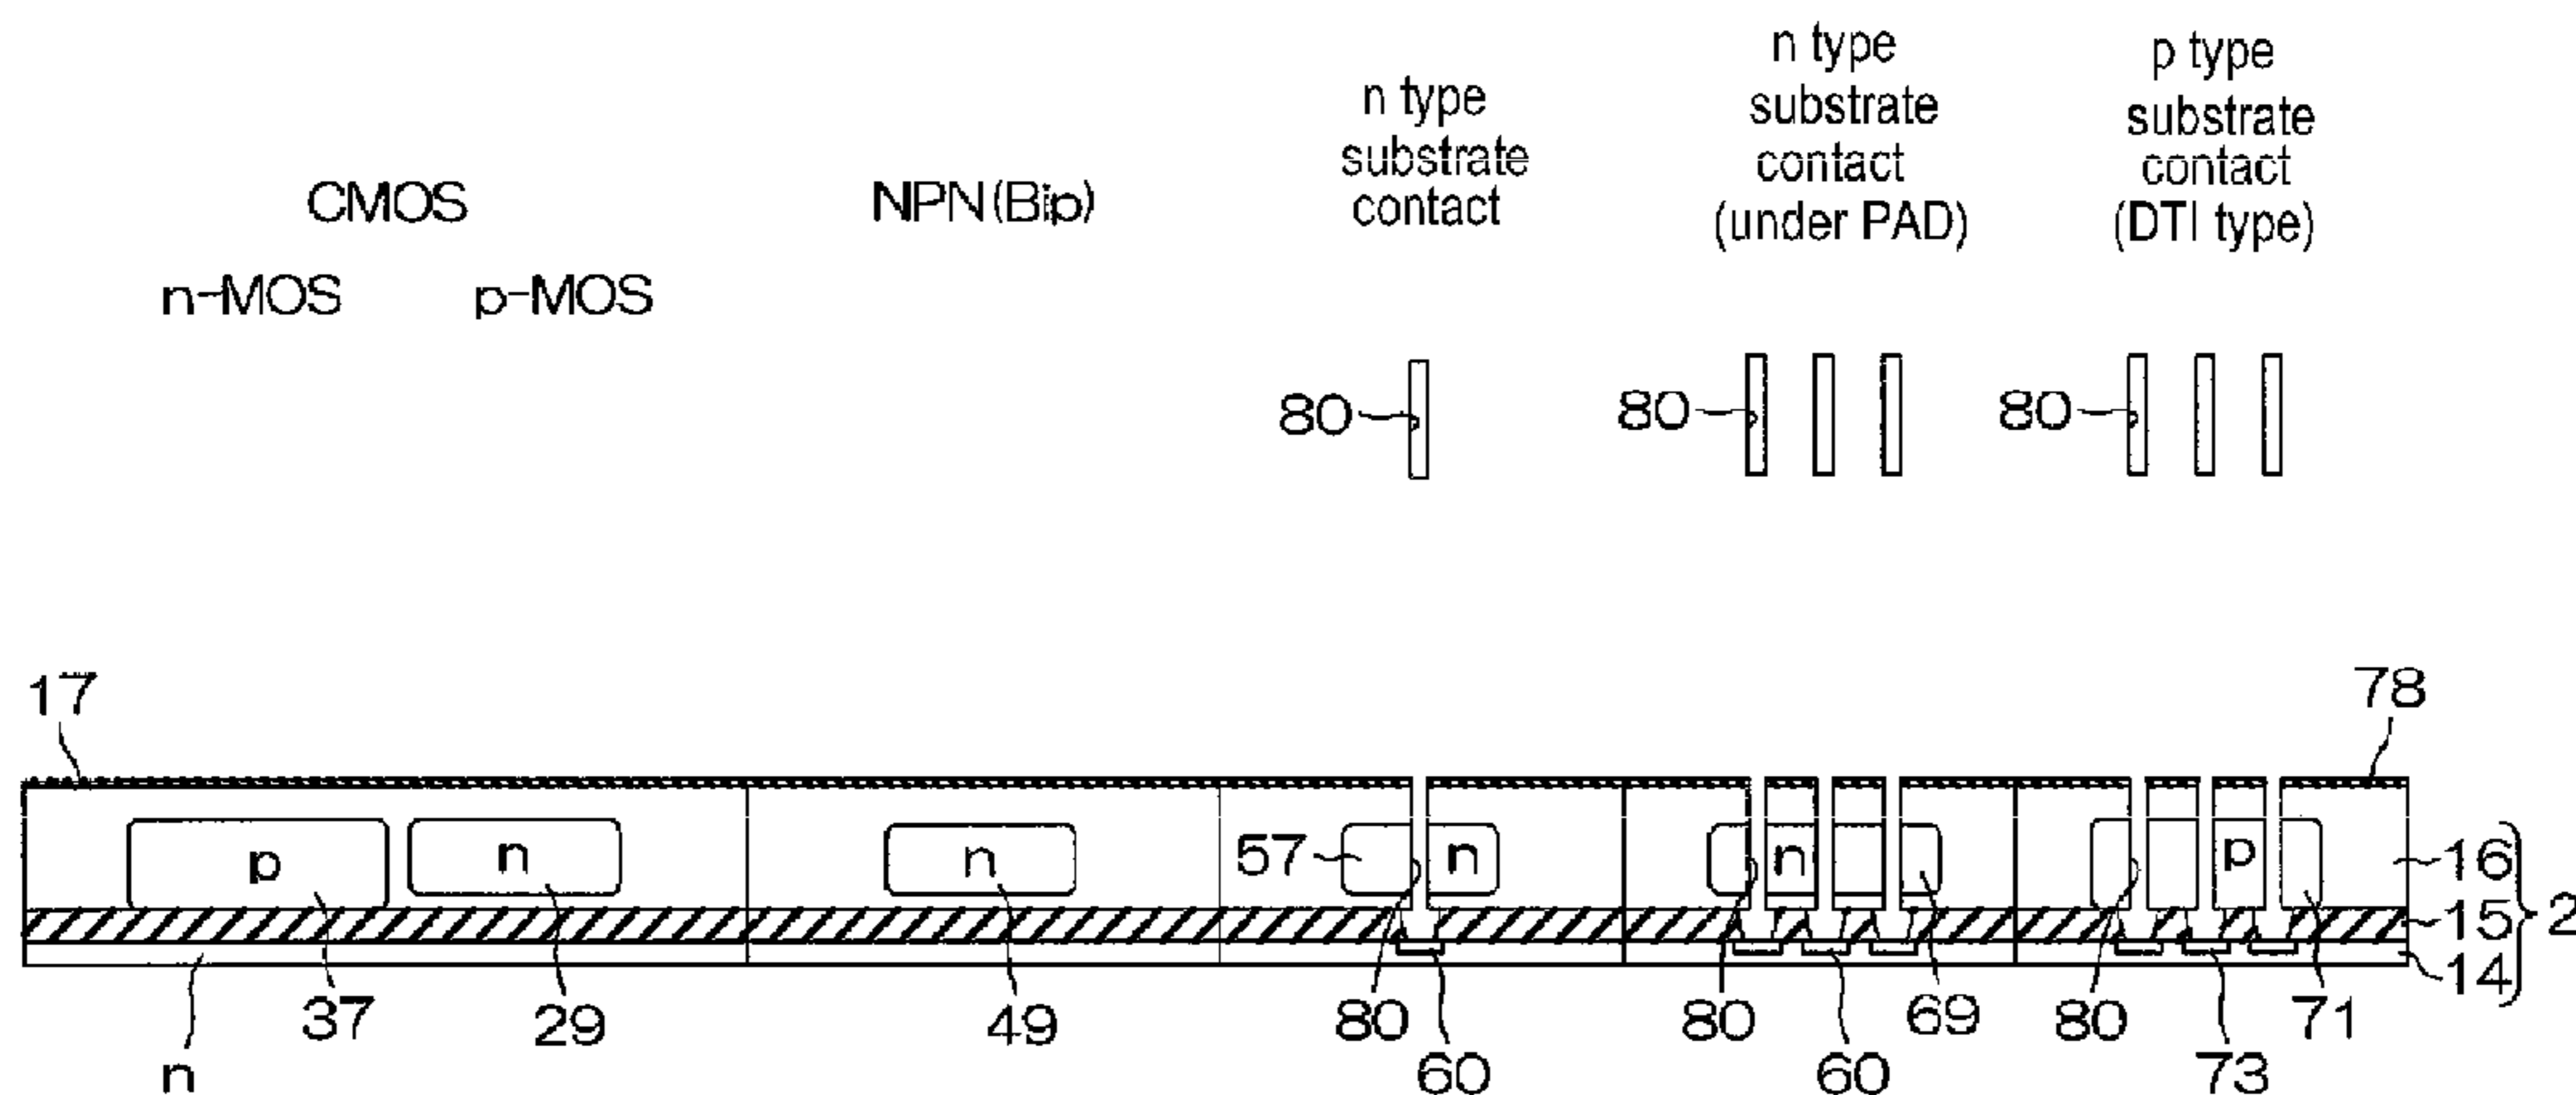 CMOS
n-MOS
p-MOS
NPN(Bip)
n type
substrate
contact
n type
substrate
contact
(under PAD)
p type
substrate
contact
(DTI type)
80
80
80
17
78
p
n
n
57
n
n
p
16
15
14
2
n
37
29
49
80
60
80
60
69
80
73
71